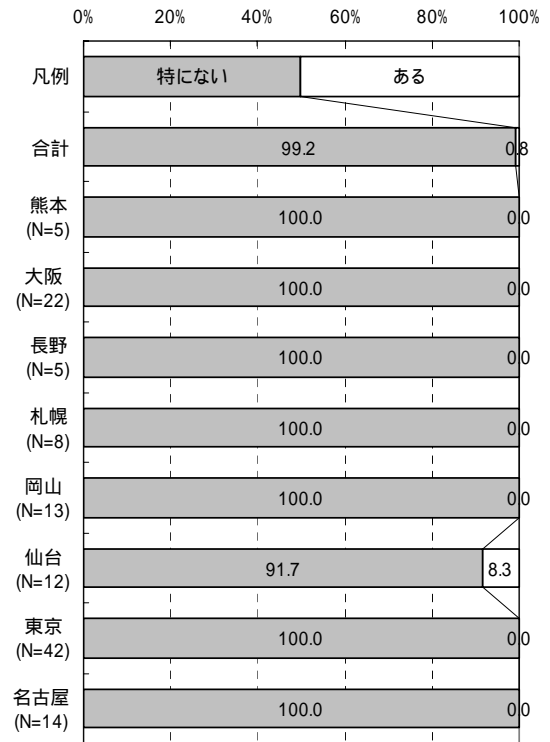 0% 20% 40% 60% 80% 100%
凡例 特にない ある
合計 99.2 0.8
熊本
(N=5) 100.0 0.0
大阪
(N=22) 100.0 0.0
長野
(N=5) 100.0 0.0
札幌
(N=8) 100.0 0.0
岡山
(N=13) 100.0 0.0
仙台
(N=12) 91.7 8.3
東京
(N=42) 100.0 0.0
名古屋
(N=14) 100.0 0.0